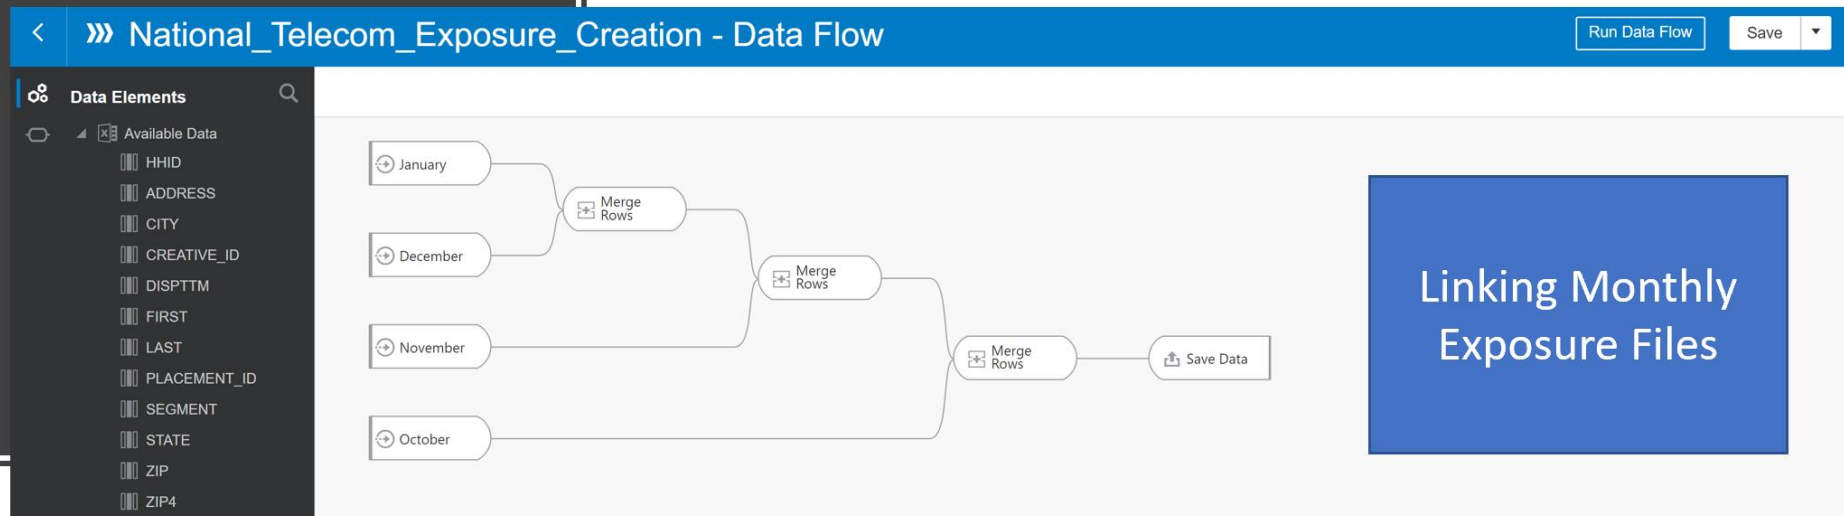 National_Telecom_Exposure_Creation - Data Flow
Run Data Flow
Save
Data Elements
Available Data
HHID
ADDRESS
CITY
CREATIVE_ID
DISPTTM
FIRST
LAST
PLACEMENT_ID
SEGMENT
STATE
ZIP
ZIP4
January
December
November
October
Merge
Rows
Merge
Rows
Merge
Rows
Save Data
Linking Monthly
Exposure Files